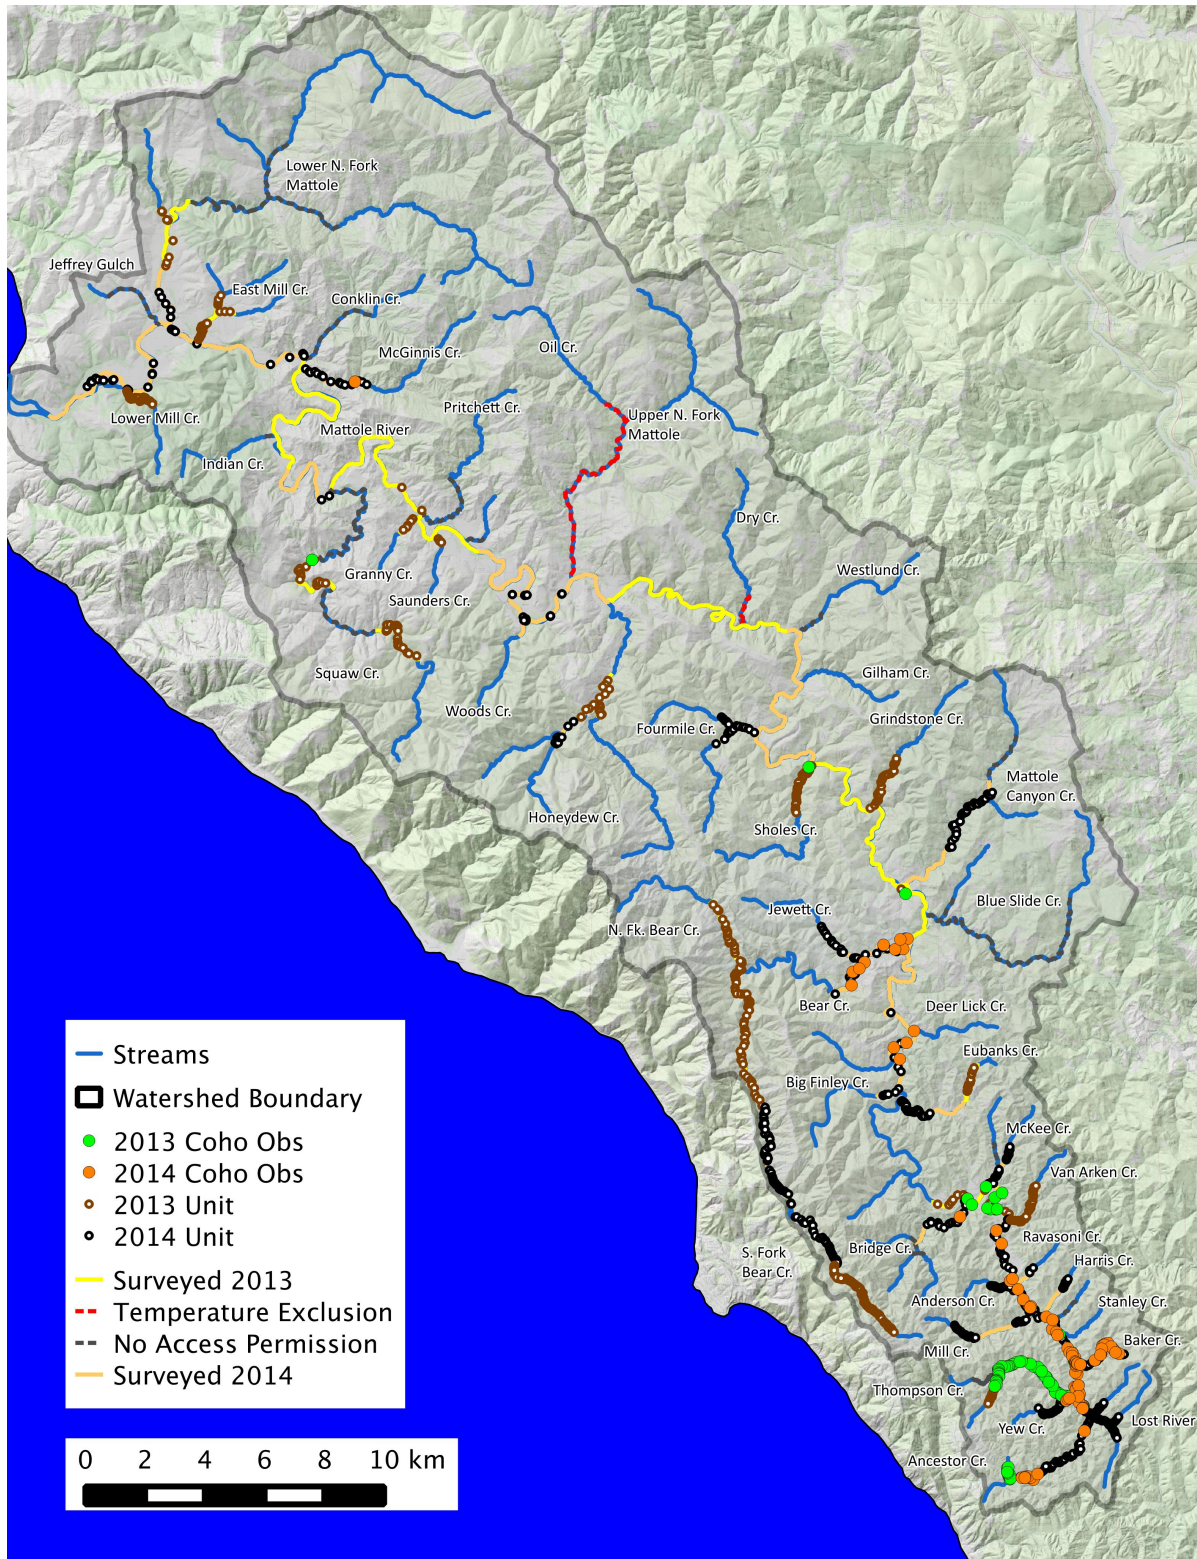 Lower N. Fork
Mattole
Jeffrey Gulch
East Mill Cr.
Conklin Cr.
McGinnis Cr.
Oil Cr.
Pritchett Cr.
Upper N. Fork
Mattole
Lower Mill Cr.
Mattole River
Indian Cr.
Dry Cr.
Westlund Cr.
Granny Cr.
Saunders Cr.
Squaw Cr.
Gilham Cr.
Woods Cr.
Fourmile Cr.
Grindstone Cr.
Mattole
Canyon Cr.
Honeydew Cr.
Sholes Cr.
Blue Slide Cr.
Jewett Cr.
N. Fk. Bear Cr.
Bear Cr.
Deer Lick Cr.
Eubanks Cr.
Big Finley Cr.
McKee Cr.
Van Arken Cr.
Ravasoni Cr.
Bridge Cr.
S. Fork
Bear Cr.
Harris Cr.
Anderson Cr.
Stanley Cr.
Baker Cr.
Mill Cr.
Thompson Cr.
Lost River
Yew Cr.
Ancestor Cr.
Streams
Watershed Boundary
2013 Coho Obs
2014 Coho Obs
2013 Unit
2014 Unit
Surveyed 2013
Temperature Exclusion
No Access Permission
Surveyed 2014
0 2 4 6 8 10 km